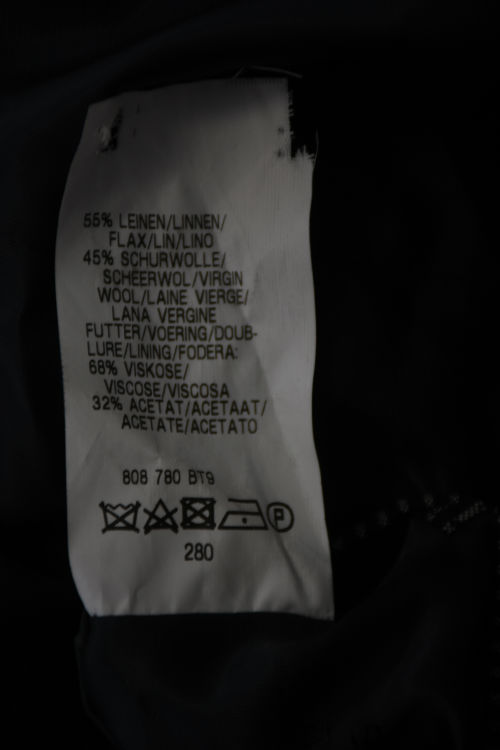 55% LEINEN/LINNEN/
FLAX/LIN/LINO
45% SCHURWOLLE/
SCHEERWOL/VIRGIN
WOOL/LAINE VIERGE/
LANA VERGINE
FUTTER/VOERING/DOUB-
LURE/LINING/FODERA:
68% VISKOSE/
VISCOSE/VISCOSA
32% ACETAT/ACETAAT/
ACETATE/ACETATO
808 780 BT9
P
280